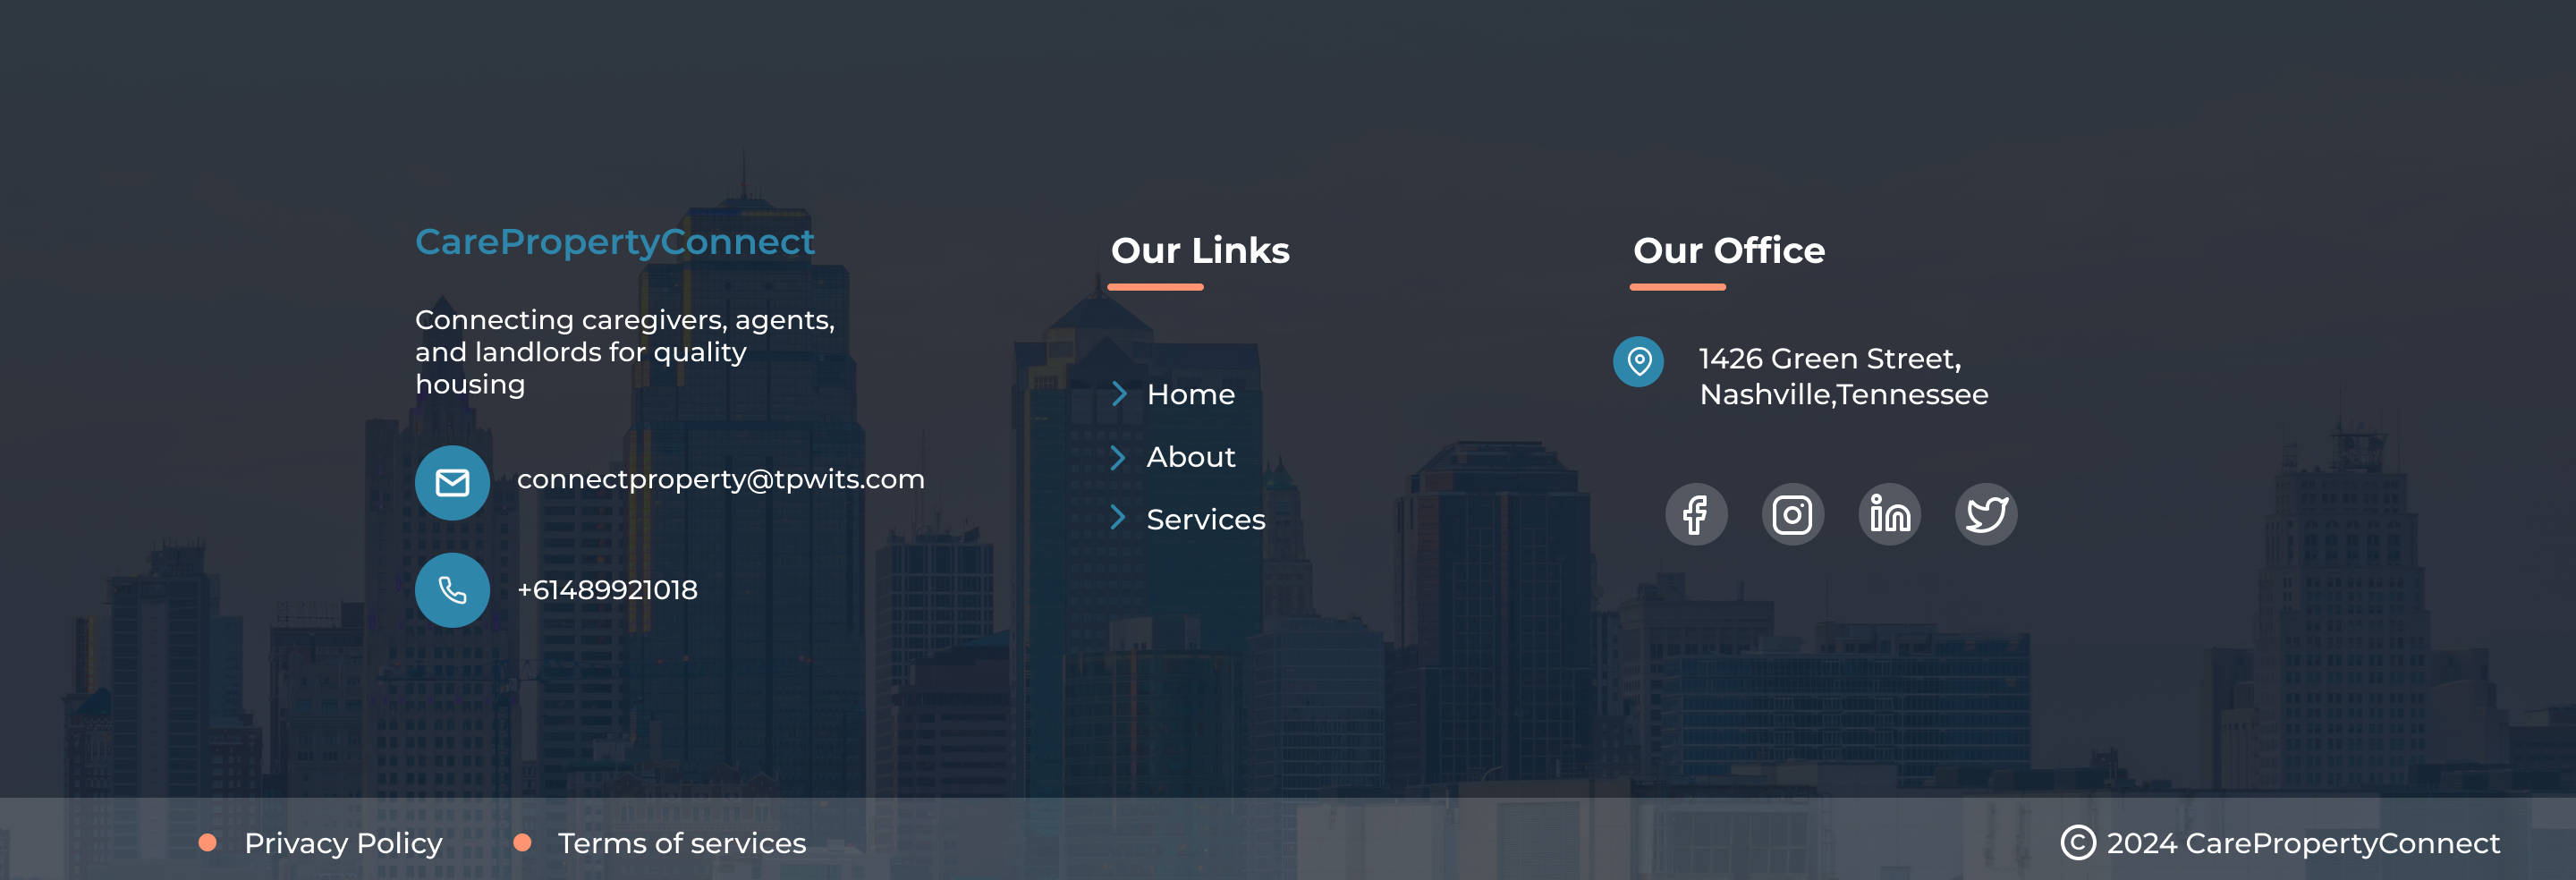 CarePropertyConnect
Connecting caregivers, agents,
and landlords for quality
housing
connectproperty@tpwits.com
+61489921018
Our Links
Home
About
Services
Our Office
1426 Green Street,
Nashville,Tennessee
Privacy Policy
Terms of services
© 2024 CarePropertyConnect